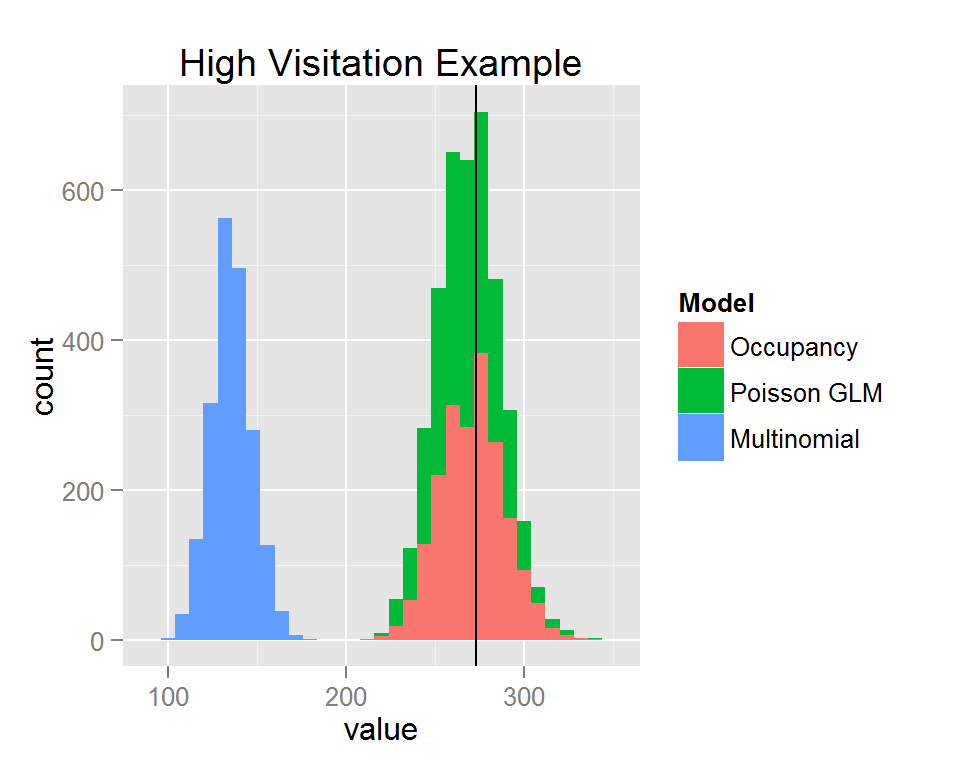 High Visitation Example
600
400
200
0
count
100 200 300
value
Model
Occupancy
Poisson GLM
Multinomial